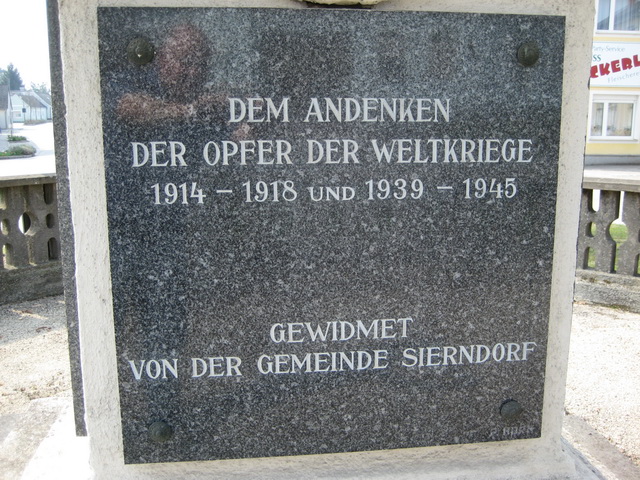 DEM ANDENKEN
DER OPFER DER WELTKRIEGE
1914 – 1918 UND 1939 – 1945
GEWIDMET
VON DER GEMEINDE SIERNDORF